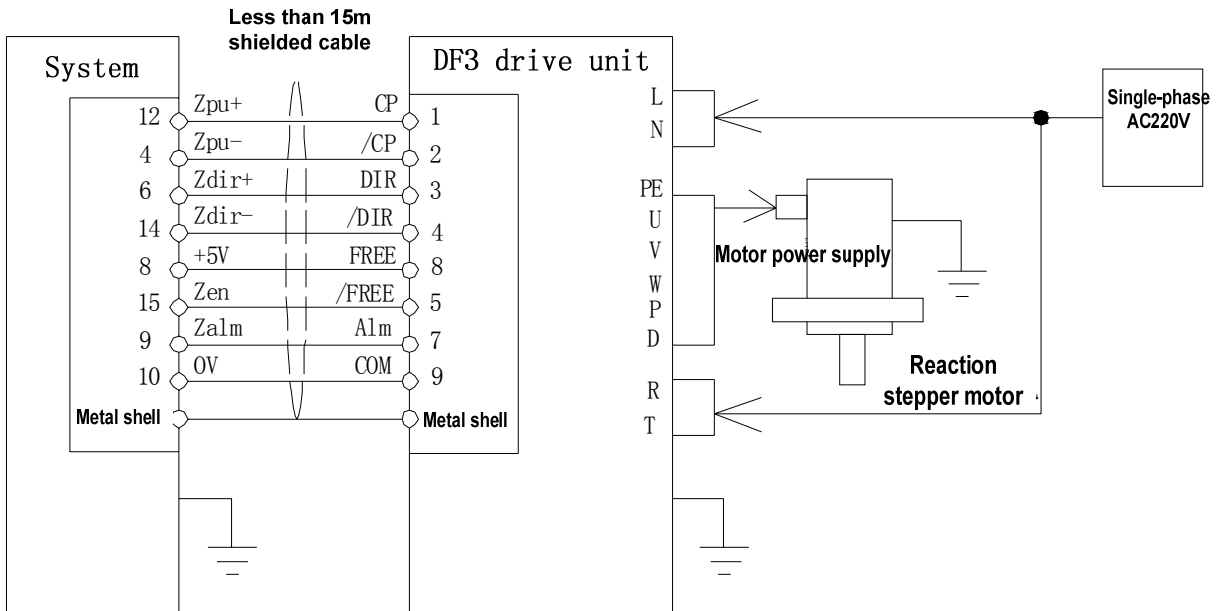 Less than 15m
shielded cable
System
DF3 drive unit
12 Zpu+ CP 1
4 Zpu- /CP 2
6 Zdir+ DIR 3
14 Zdir- /DIR 4
8 +5V FREE 8
15 Zen /FREE 5
9 Zalm Alm 7
10 0V COM 9
Metal shell Metal shell
L
N
PE
U
V
W
P
D
R
T
Single-phase
AC220V
Motor power supply
Reaction
stepper motor